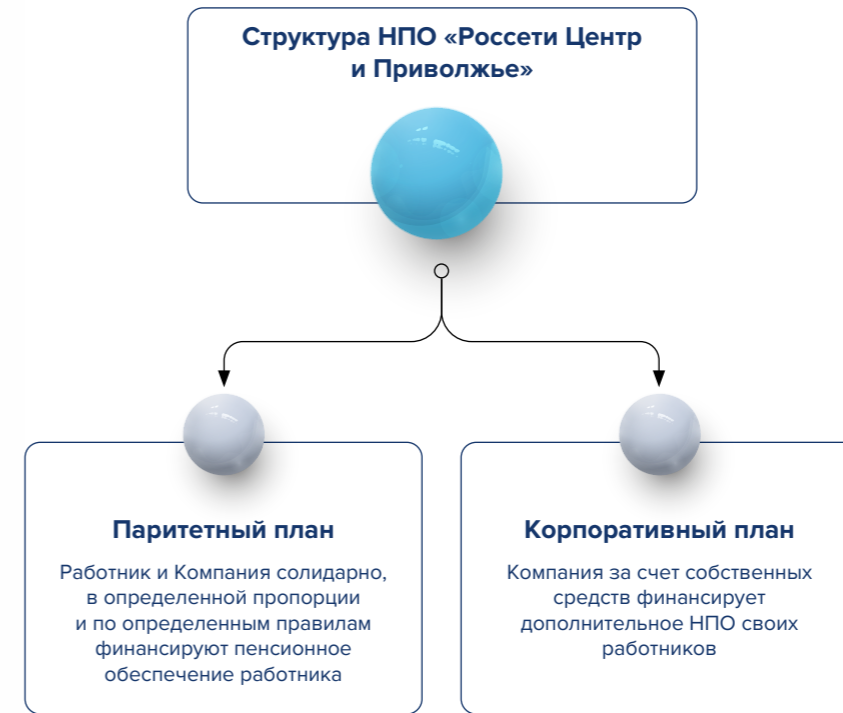 Структура НПО «Россети Центр
и Приволжье»
Паритетный план
Работник и Компания солидарно,
в определенной пропорции
и по определенным правилам
финансируют пенсионное
обеспечение работника
Корпоративный план
Компания за счет собственных
средств финансирует
дополнительное НПО своих
работников